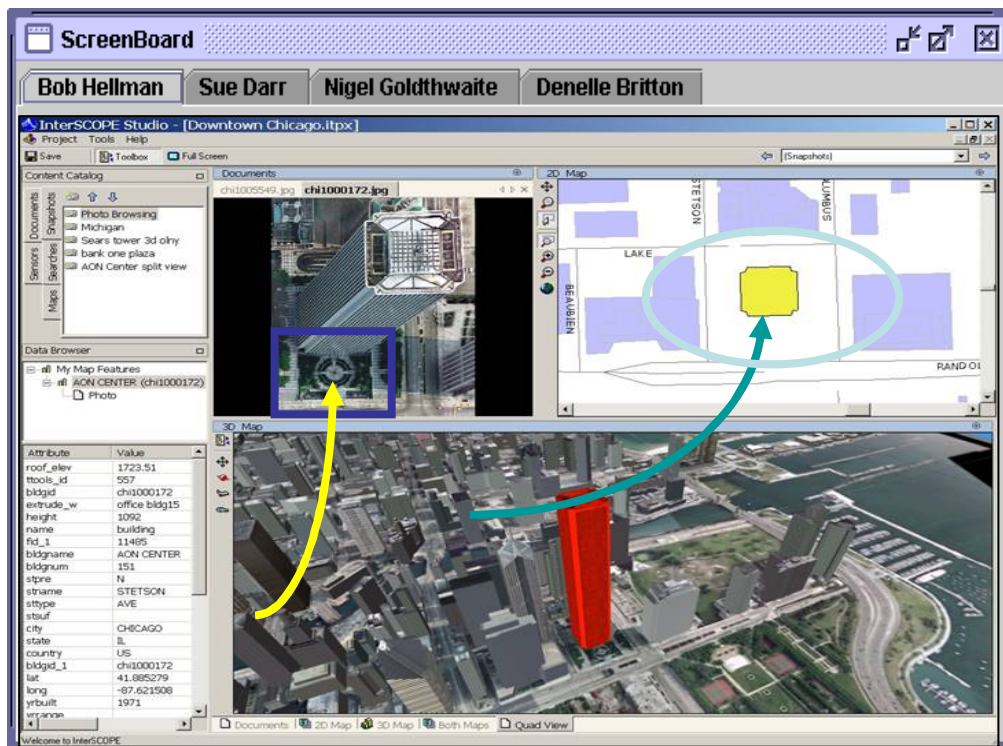 ScreenBoard
Bob Hellman Sue Darr Nigel Goldthwaite Denelle Britton
InterSCOPE Studio - [Downtown Chicago.itpx]
Project Tools Help
Save Toolbox Full Screen (Snapshots)
Content Catalog
Documents
Snapshots
Sensors
Searches
Maps
Photo Browsing
Michigan
Sears tower 3d olny
bank one plaza
AON Center split view
Data Browser
My Map Features
AON CENTER (chi1000172)
Photo
Attribute Value
roof_elev 1723.51
ttools_id 557
bldgid chi1000172
extrude_w office bldg15
height 1092
name building
fid_1 11485
bldgname AON CENTER
bldgnum 151
stpre N
stname STETSON
sttype AVE
stsuf
city CHICAGO
state IL
country US
bldgid_1 chi1000172
lat 41.885279
long -87.621508
yrbuilt 1971
yrrange
Documents
chi1005549.jpg chi1000172.jpg
2D Map
STETSON
LAKE
BEAUBIEN
RANDOL
3D Map
Documents 2D Map 3D Map Both Maps Quad View
Welcome to InterSCOPE